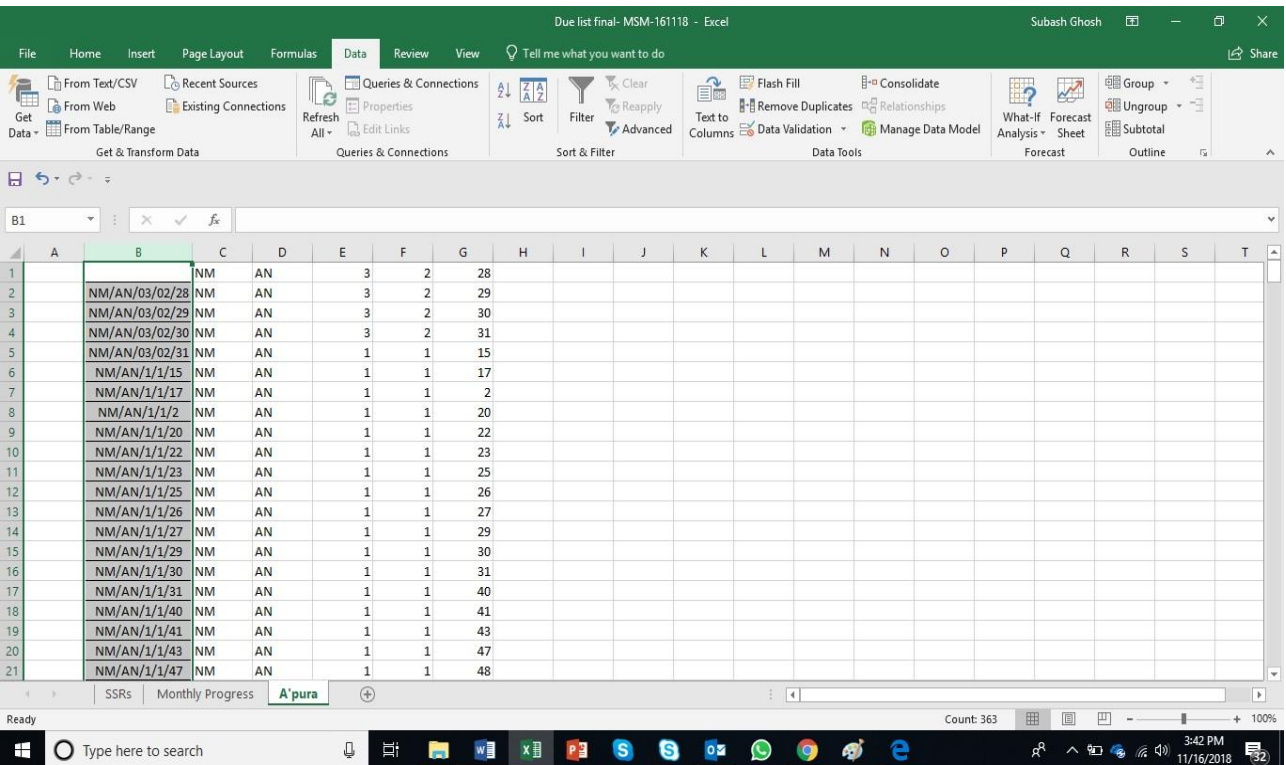 Due list final- MSM-161118 - Excel
Subash Ghosh
File Home Insert Page Layout Formulas Data Review View Tell me what you want to do Share
Get Data
From Text/CSV
From Web
From Table/Range
Recent Sources
Existing Connections
Get & Transform Data
Refresh All
Queries & Connections
Properties
Edit Links
Queries & Connections
Sort
Filter
Clear
Reapply
Advanced
Sort & Filter
Text to Columns
Flash Fill
Remove Duplicates
Data Validation
Consolidate
Relationships
Manage Data Model
Data Tools
What-If Analysis
Forecast Sheet
Forecast
Group
Ungroup
Subtotal
Outline
B1 fx
A B C D E F G H I J K L M N O P Q R S T
1 NM AN 3 2 28
2 NM/AN/03/02/28 NM AN 3 2 29
3 NM/AN/03/02/29 NM AN 3 2 30
4 NM/AN/03/02/30 NM AN 3 2 31
5 NM/AN/03/02/31 NM AN 1 1 15
6 NM/AN/1/1/15 NM AN 1 1 17
7 NM/AN/1/1/17 NM AN 1 1 2
8 NM/AN/1/1/2 NM AN 1 1 20
9 NM/AN/1/1/20 NM AN 1 1 22
10 NM/AN/1/1/22 NM AN 1 1 23
11 NM/AN/1/1/23 NM AN 1 1 25
12 NM/AN/1/1/25 NM AN 1 1 26
13 NM/AN/1/1/26 NM AN 1 1 27
14 NM/AN/1/1/27 NM AN 1 1 29
15 NM/AN/1/1/29 NM AN 1 1 30
16 NM/AN/1/1/30 NM AN 1 1 31
17 NM/AN/1/1/31 NM AN 1 1 40
18 NM/AN/1/1/40 NM AN 1 1 41
19 NM/AN/1/1/41 NM AN 1 1 43
20 NM/AN/1/1/43 NM AN 1 1 47
21 NM/AN/1/1/47 NM AN 1 1 48
SSRs Monthly Progress A'pura
Ready Count: 363 100%
Type here to search
3:42 PM
11/16/2018
32